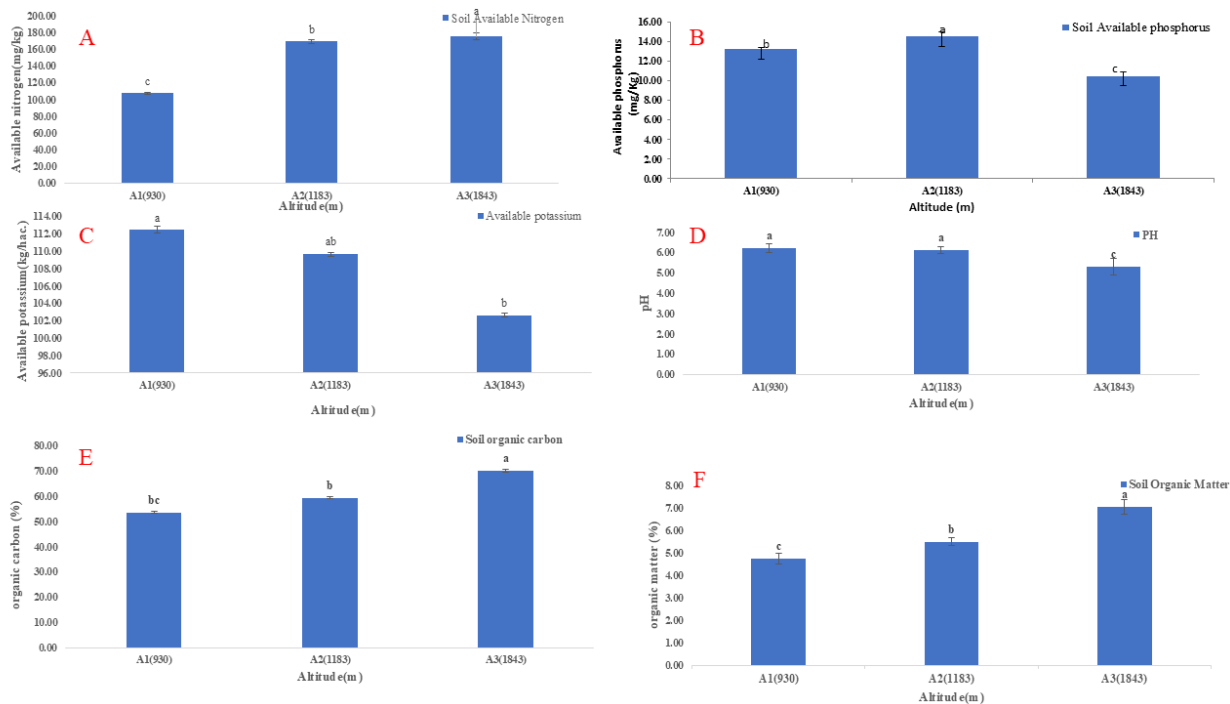 A
Soil Available Nitrogen
Available nitrogen(mg/kg)
200.00
180.00
160.00
140.00
120.00
100.00
80.00
60.00
40.00
20.00
0.00
c
b
a
A1(930)
A2(1183)
A3(1843)
Altitude(m)
B
Soil Available phosphorus
Available phosphorus
(mg/Kg)
16.00
14.00
12.00
10.00
8.00
6.00
4.00
2.00
0.00
b
a
c
A1(930)
A2(1183)
A3(1843)
Altitude (m)
C
Available potassium
Available potassium(kg/hac.)
114.00
112.00
110.00
108.00
106.00
104.00
102.00
100.00
98.00
96.00
a
ab
b
A1(930)
A2(1183)
A3(1843)
Altitude(m)
D
PH
pH
7.00
6.00
5.00
4.00
3.00
2.00
1.00
0.00
a
a
c
A1(930)
A2(1183)
A3(1843)
Altitude(m)
E
Soil organic carbon
organic carbon (%)
80.00
70.00
60.00
50.00
40.00
30.00
20.00
10.00
0.00
bc
b
a
A1(930)
A2(1183)
A3(1843)
Altitude(m)
F
Soil Organic Matter
organic matter (%)
8.00
7.00
6.00
5.00
4.00
3.00
2.00
1.00
0.00
c
b
a
A1(930)
A2(1183)
A3(1843)
Altitude(m)